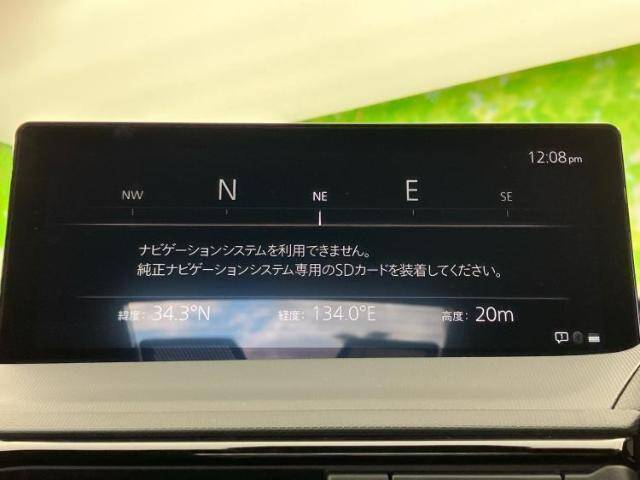 12:08pm
NW N NE E SE
ナビゲーションシステムを利用できません。
純正ナビゲーションシステム専用のSDカードを装着してください。
緯度: 34.3°N 経度: 134.0°E 高度: 20m